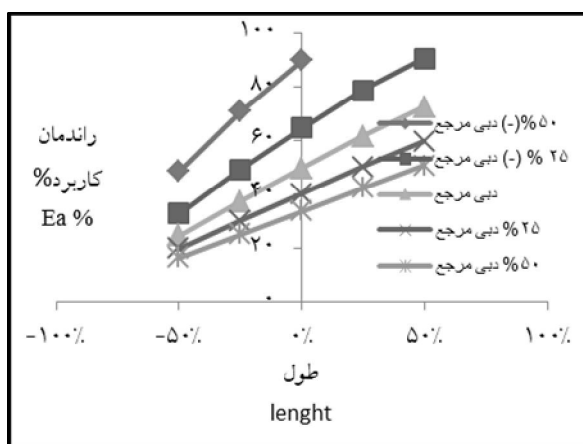 ۱۰۰
۸۰
۶۰
۴۰
۲۰
۰
راندمان
کاربرد%
Ea %
۵۰%(-) دبی مرجع
۲۵ % (-) دبی مرجع
دبی مرجع
۲۵% دبی مرجع
۵۰% دبی مرجع
-۱۰۰٪
-۵۰٪
۰٪
۵۰٪
۱۰۰٪
طول
lenght